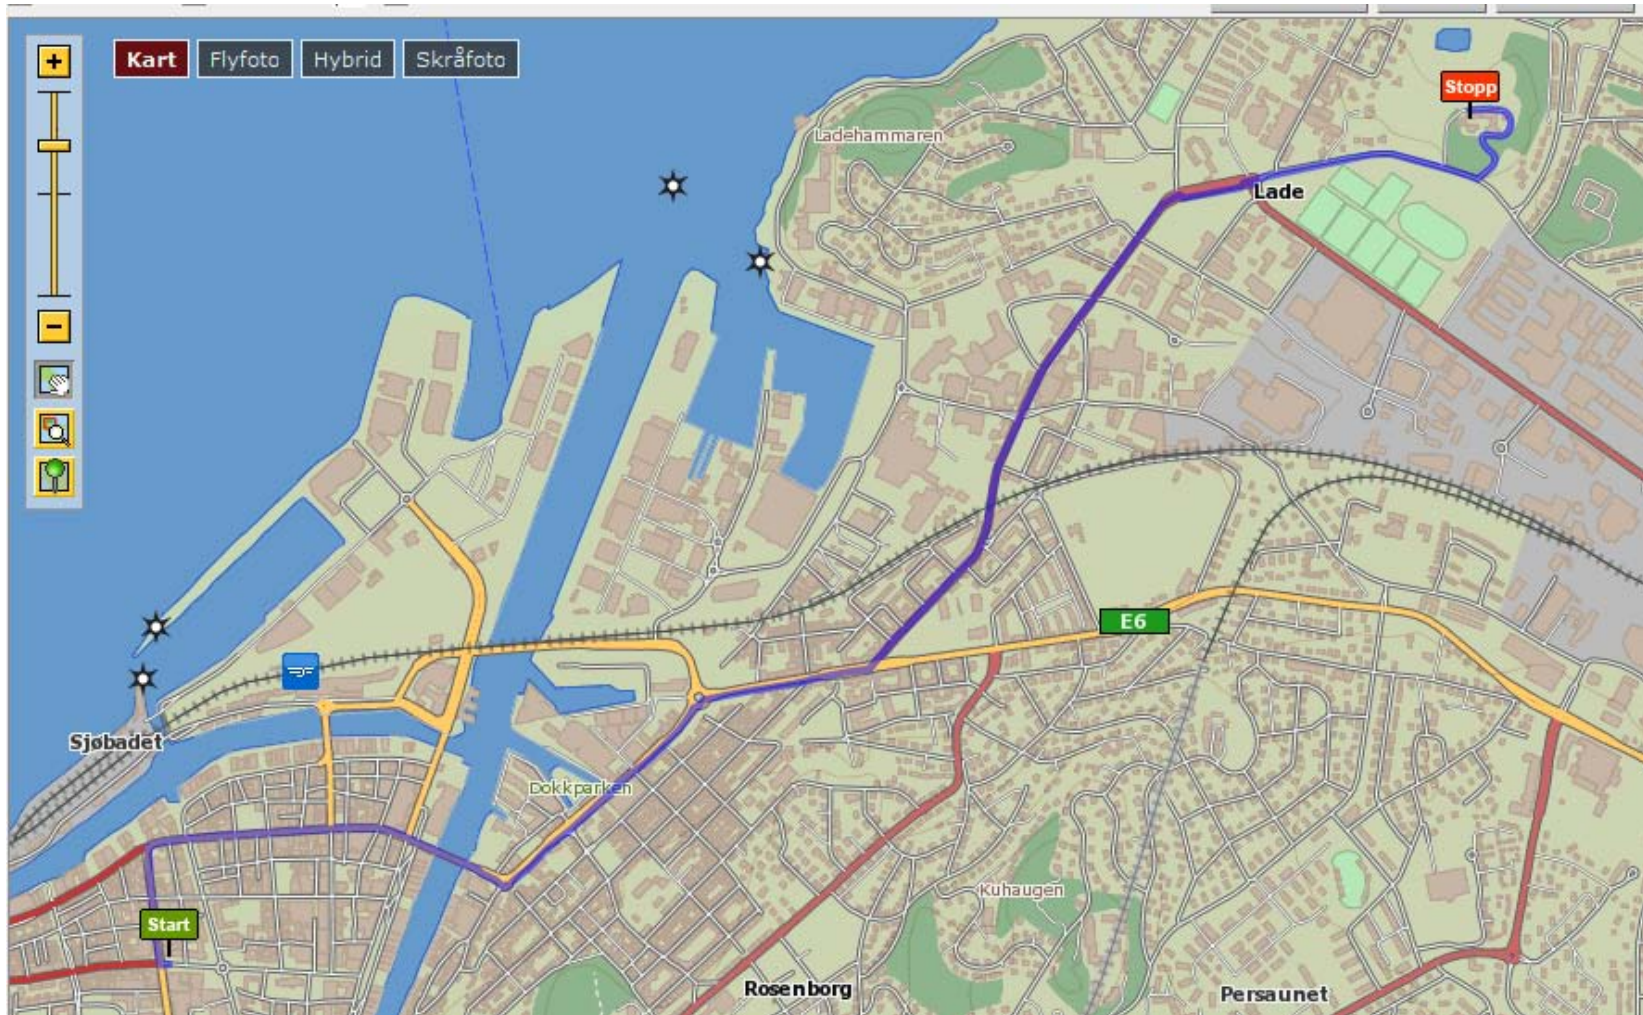 +
Kart Flyfoto Hybrid Skråfoto
Stopp
Ladehammaren
Lade
E6
Sjøbadet
Dokkparken
Kuhaugen
Start
Rosenborg
Persaunet